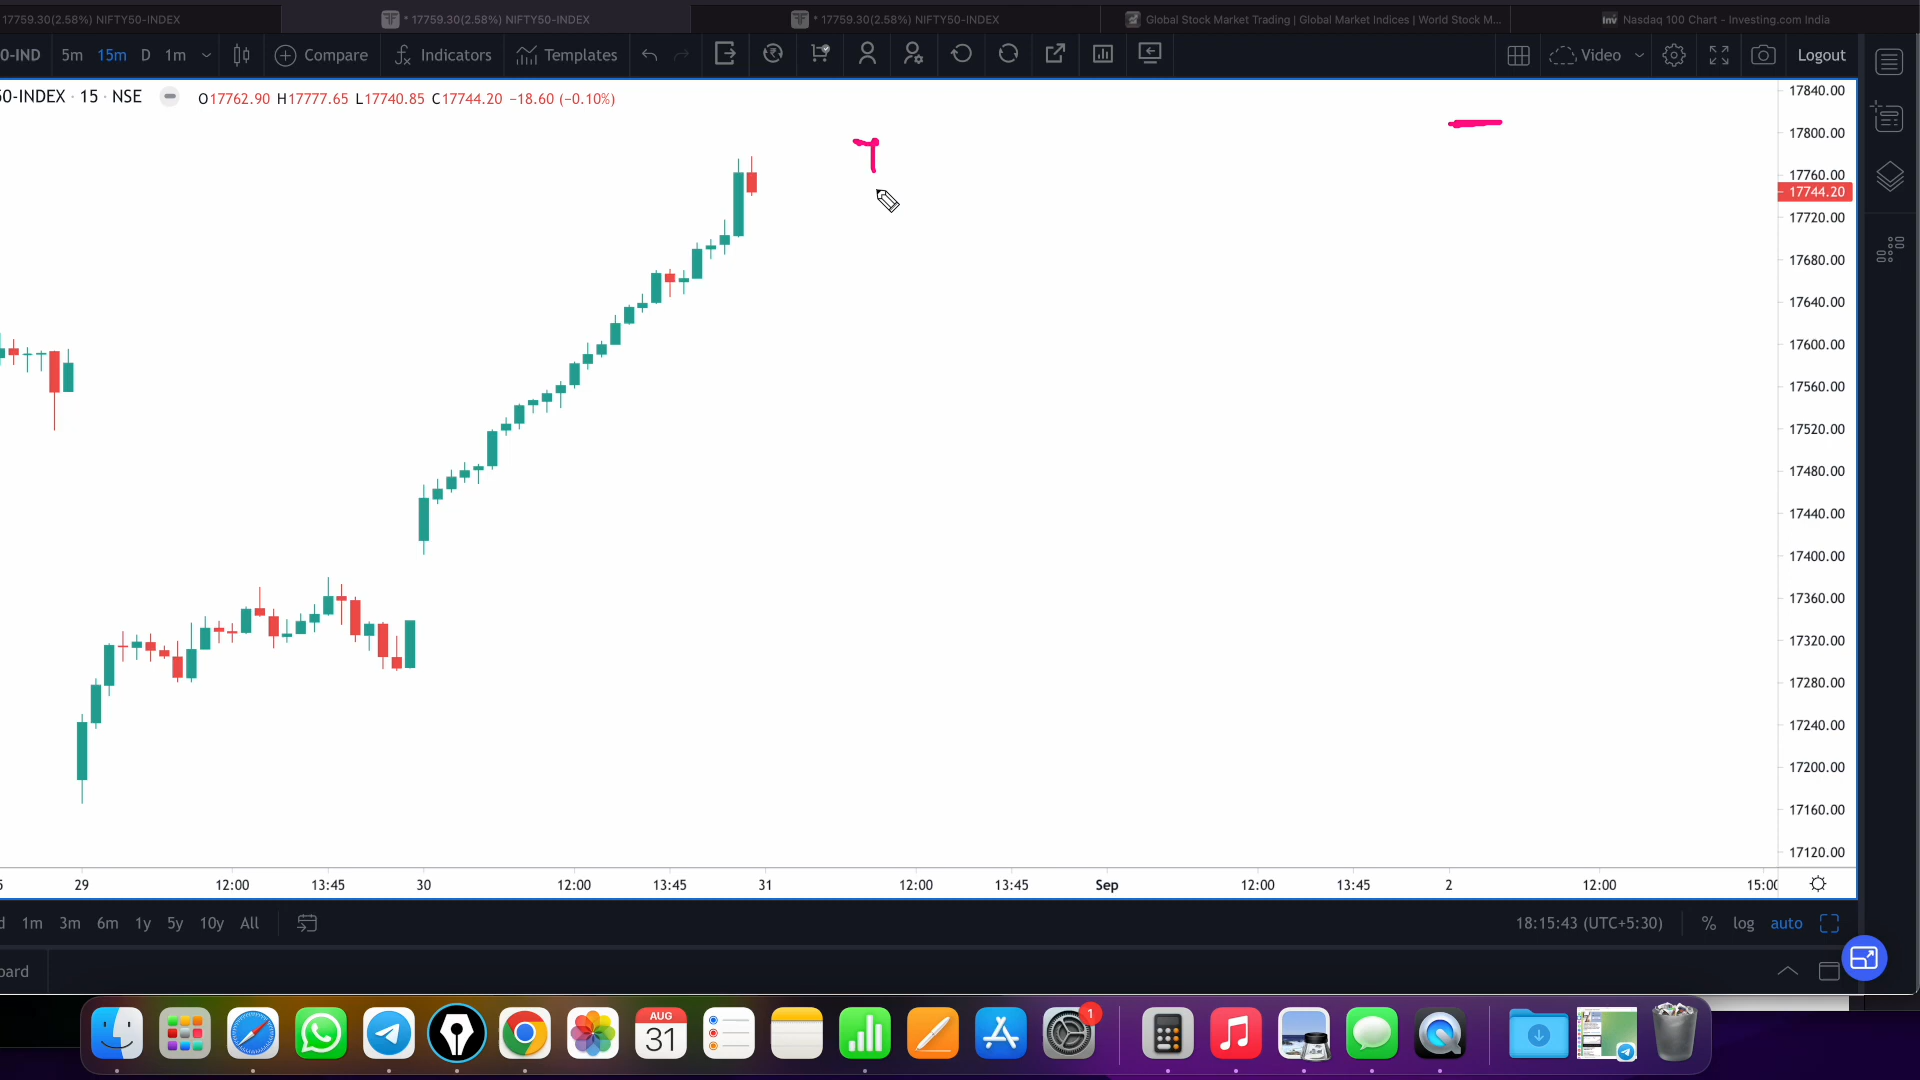 17759.30(2.58%) NIFTY50-INDEX
* 17759.30(2.58%) NIFTY50-INDEX
* 17759.30(2.58%) NIFTY50-INDEX
Global Stock Market Trading | Global Market Indices | World Stock M...
Inv Nasdaq 100 Chart - Investing.com India
0-IND 5m 15m D 1m Compare Indicators Templates Video Logout
50-INDEX · 15 · NSE O17762.90 H17777.65 L17740.85 C17744.20 −18.60 (−0.10%)
17840.00
17800.00
17760.00
17744.20
17720.00
17680.00
17640.00
17600.00
17560.00
17520.00
17480.00
17440.00
17400.00
17360.00
17320.00
17280.00
17240.00
17200.00
17160.00
17120.00
29 12:00 13:45 30 12:00 13:45 31 12:00 13:45 Sep 12:00 13:45 2 12:00 15:00
1m 3m 6m 1y 5y 10y All 18:15:43 (UTC+5:30) % log auto
oard
AUG
31
1